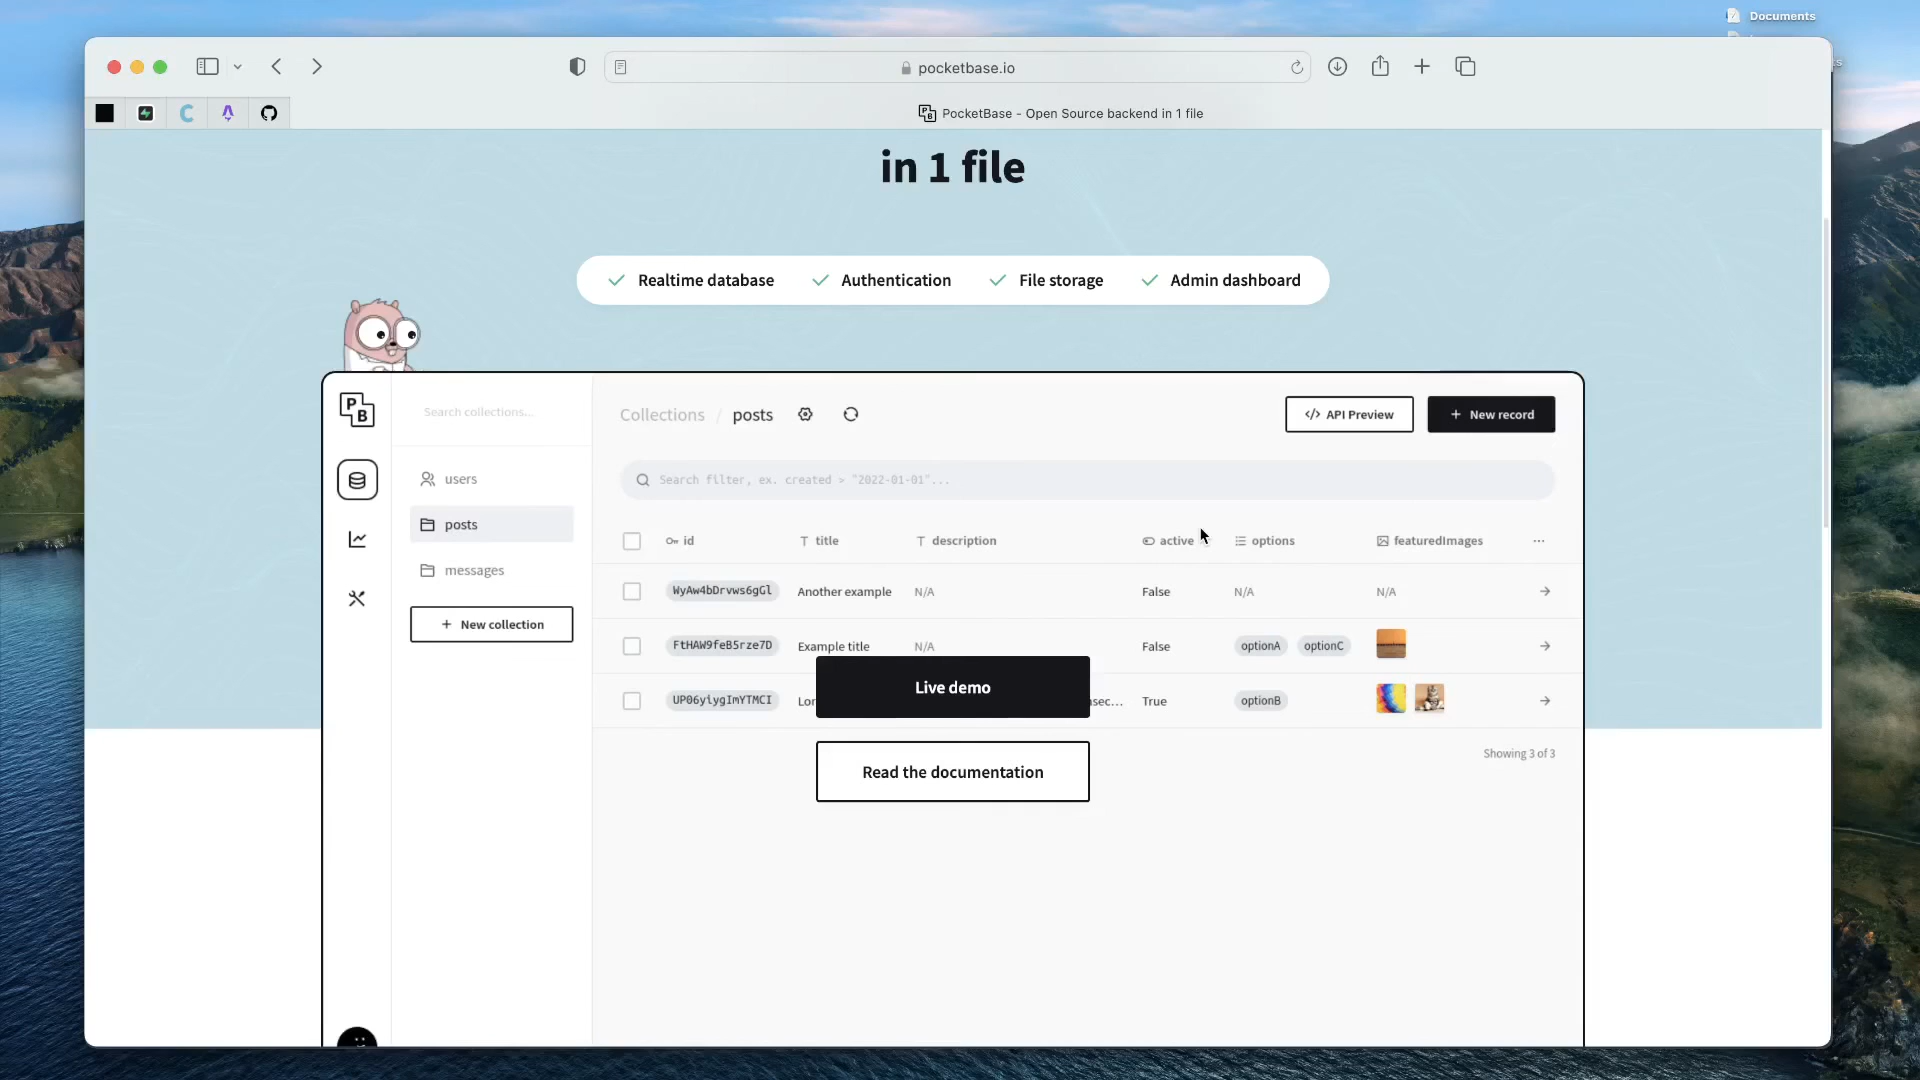 Documents
pocketbase.io
PocketBase - Open Source backend in 1 file
in 1 file
Realtime database
Authentication
File storage
Admin dashboard
PB
Search collections...
Collections / posts
</> API Preview
+ New record
users
posts
messages
+ New collection
Search filter, ex. created > "2022-01-01"...
id
T title
T description
active
options
featuredImages
...
WyAw4bDrvws6gGl Another example N/A False N/A N/A
FtHAW9feB5rze7D Example title N/A False optionA optionC
UP06yiygImYTMCI Lor sec... True optionB
Live demo
Showing 3 of 3
Read the documentation